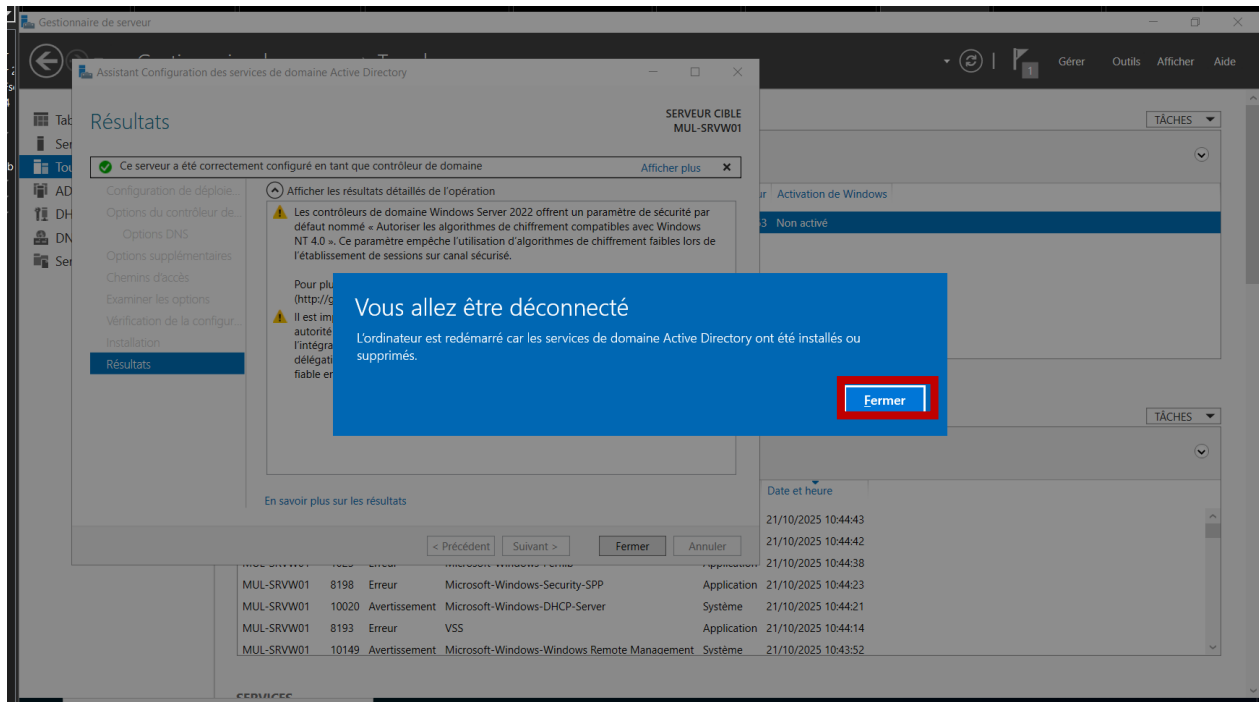 Gestionnaire de serveur
Gérer Outils Afficher Aide
1
Assistant Configuration des services de domaine Active Directory
Résultats
SERVEUR CIBLE
MUL-SRVW01
TÂCHES
Tab
Ser
Tou
AD
DH
DN
Ser
Ce serveur a été correctement configuré en tant que contrôleur de domaine
Afficher plus
Configuration de déploie...
Options du contrôleur de...
Options DNS
Options supplémentaires
Chemins d'accès
Examiner les options
Vérification de la configur...
Installation
Résultats
Afficher les résultats détaillés de l'opération
Les contrôleurs de domaine Windows Server 2022 offrent un paramètre de sécurité par
défaut nommé « Autoriser les algorithmes de chiffrement compatibles avec Windows
NT 4.0 ». Ce paramètre empêche l'utilisation d'algorithmes de chiffrement faibles lors de
l'établissement de sessions sur canal sécurisé.
Pour plu
(http://g
Il est im
autorité
l'intégra
délégati
fiable en
Activation de Windows
Non activé
Vous allez être déconnecté
L'ordinateur est redémarré car les services de domaine Active Directory ont été installés ou
supprimés.
Fermer
TÂCHES
En savoir plus sur les résultats
< Précédent Suivant > Fermer Annuler
Date et heure
21/10/2025 10:44:43
21/10/2025 10:44:42
21/10/2025 10:44:38
MUL-SRVW01 8198 Erreur Microsoft-Windows-Security-SPP Application 21/10/2025 10:44:23
MUL-SRVW01 10020 Avertissement Microsoft-Windows-DHCP-Server Système 21/10/2025 10:44:21
MUL-SRVW01 8193 Erreur VSS Application 21/10/2025 10:44:14
MUL-SRVW01 10149 Avertissement Microsoft-Windows-Windows Remote Management Système 21/10/2025 10:43:52
SERVICES